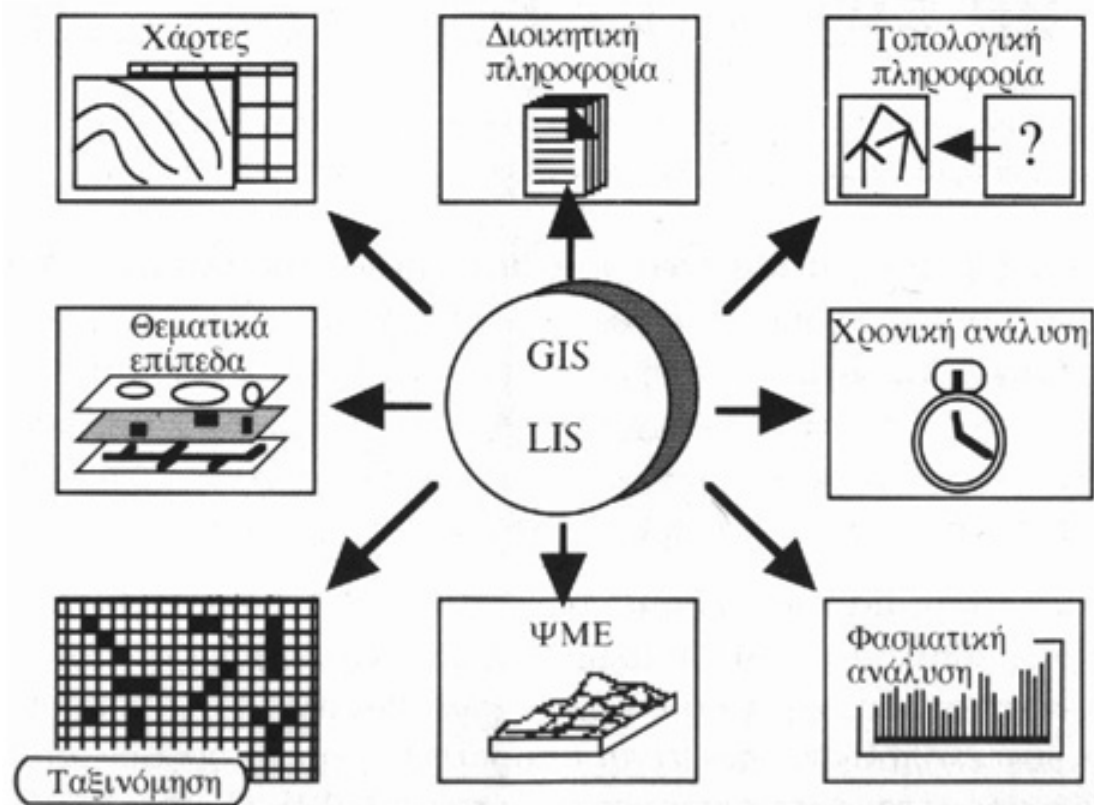 Χάρτες
Διοικητική
πληροφορία
Τοπολογική
πληροφορία
?
Θεματικά
επίπεδα
GIS
LIS
Χρονική ανάλυση
Ταξινόμηση
ΨΜΕ
Φασματική
ανάλυση